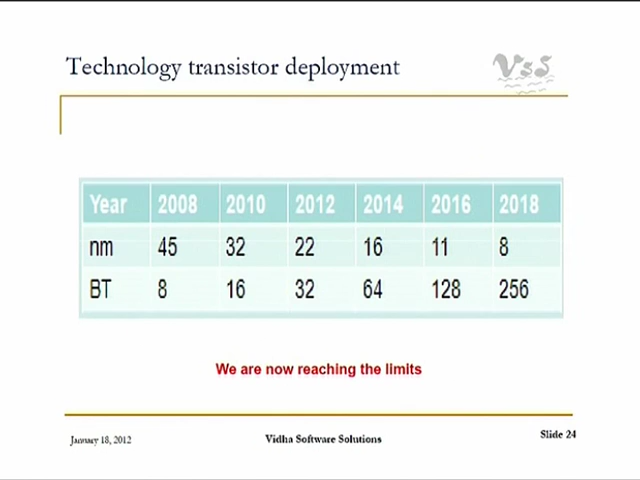 Technology transistor deployment
VsS
Year 2008 2010 2012 2014 2016 2018
nm 45 32 22 16 11 8
BT 8 16 32 64 128 256
We are now reaching the limits
January 18, 2012 Vidha Software Solutions Slide 24